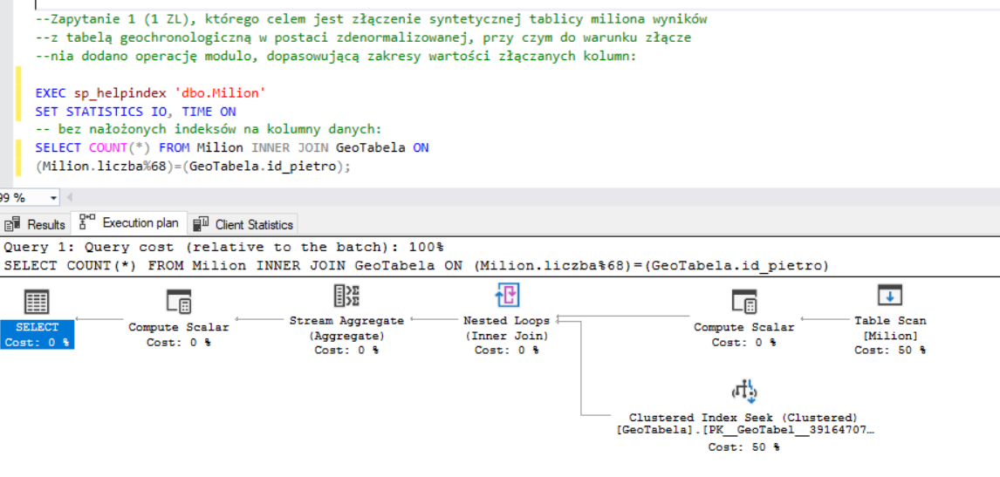 --Zapytanie 1 (1 ZL), którego celem jest złączenie syntetycznej tablicy miliona wyników
--z tabelą geochronologiczną w postaci zdenormalizowanej, przy czym do warunku złącze
--nia dodano operację modulo, dopasowującą zakresy wartości złączanych kolumn:
EXEC sp_helpindex 'dbo.Milion'
SET STATISTICS IO, TIME ON
-- bez nałożonych indeksów na kolumny danych:
SELECT COUNT(*) FROM Milion INNER JOIN GeoTabela ON
(Milion.liczba%68)=(GeoTabela.id_pietro);
99 %
Results Execution plan Client Statistics
Query 1: Query cost (relative to the batch): 100%
SELECT COUNT(*) FROM Milion INNER JOIN GeoTabela ON (Milion.liczba%68)=(GeoTabela.id_pietro)
SELECT
Cost: 0 %
Compute Scalar
Cost: 0 %
Stream Aggregate
(Aggregate)
Cost: 0 %
Nested Loops
(Inner Join)
Cost: 0 %
Compute Scalar
Cost: 0 %
Table Scan
[Milion]
Cost: 50 %
Clustered Index Seek (Clustered)
[GeoTabela].[PK__GeoTabel__39164707…
Cost: 50 %